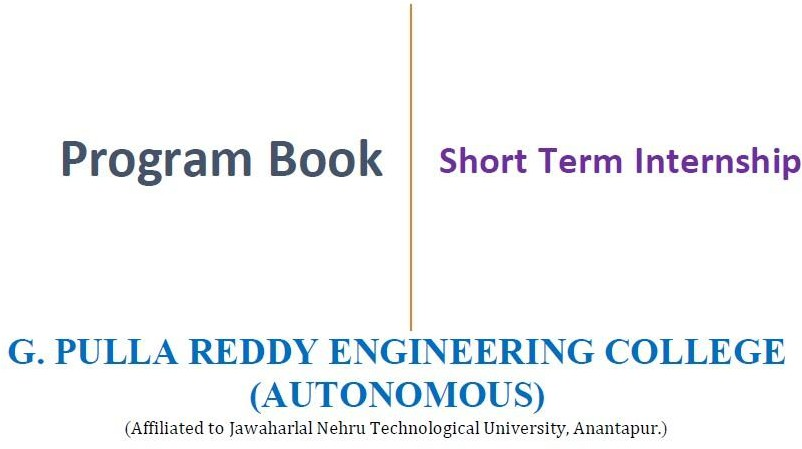 Program Book
Short Term Internship
G. PULLA REDDY ENGINEERING COLLEGE
(AUTONOMOUS)
(Affiliated to Jawaharlal Nehru Technological University, Anantapur.)